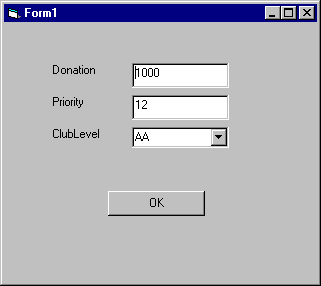 Form1
Donation 1000
Priority 12
ClubLevel AA
OK